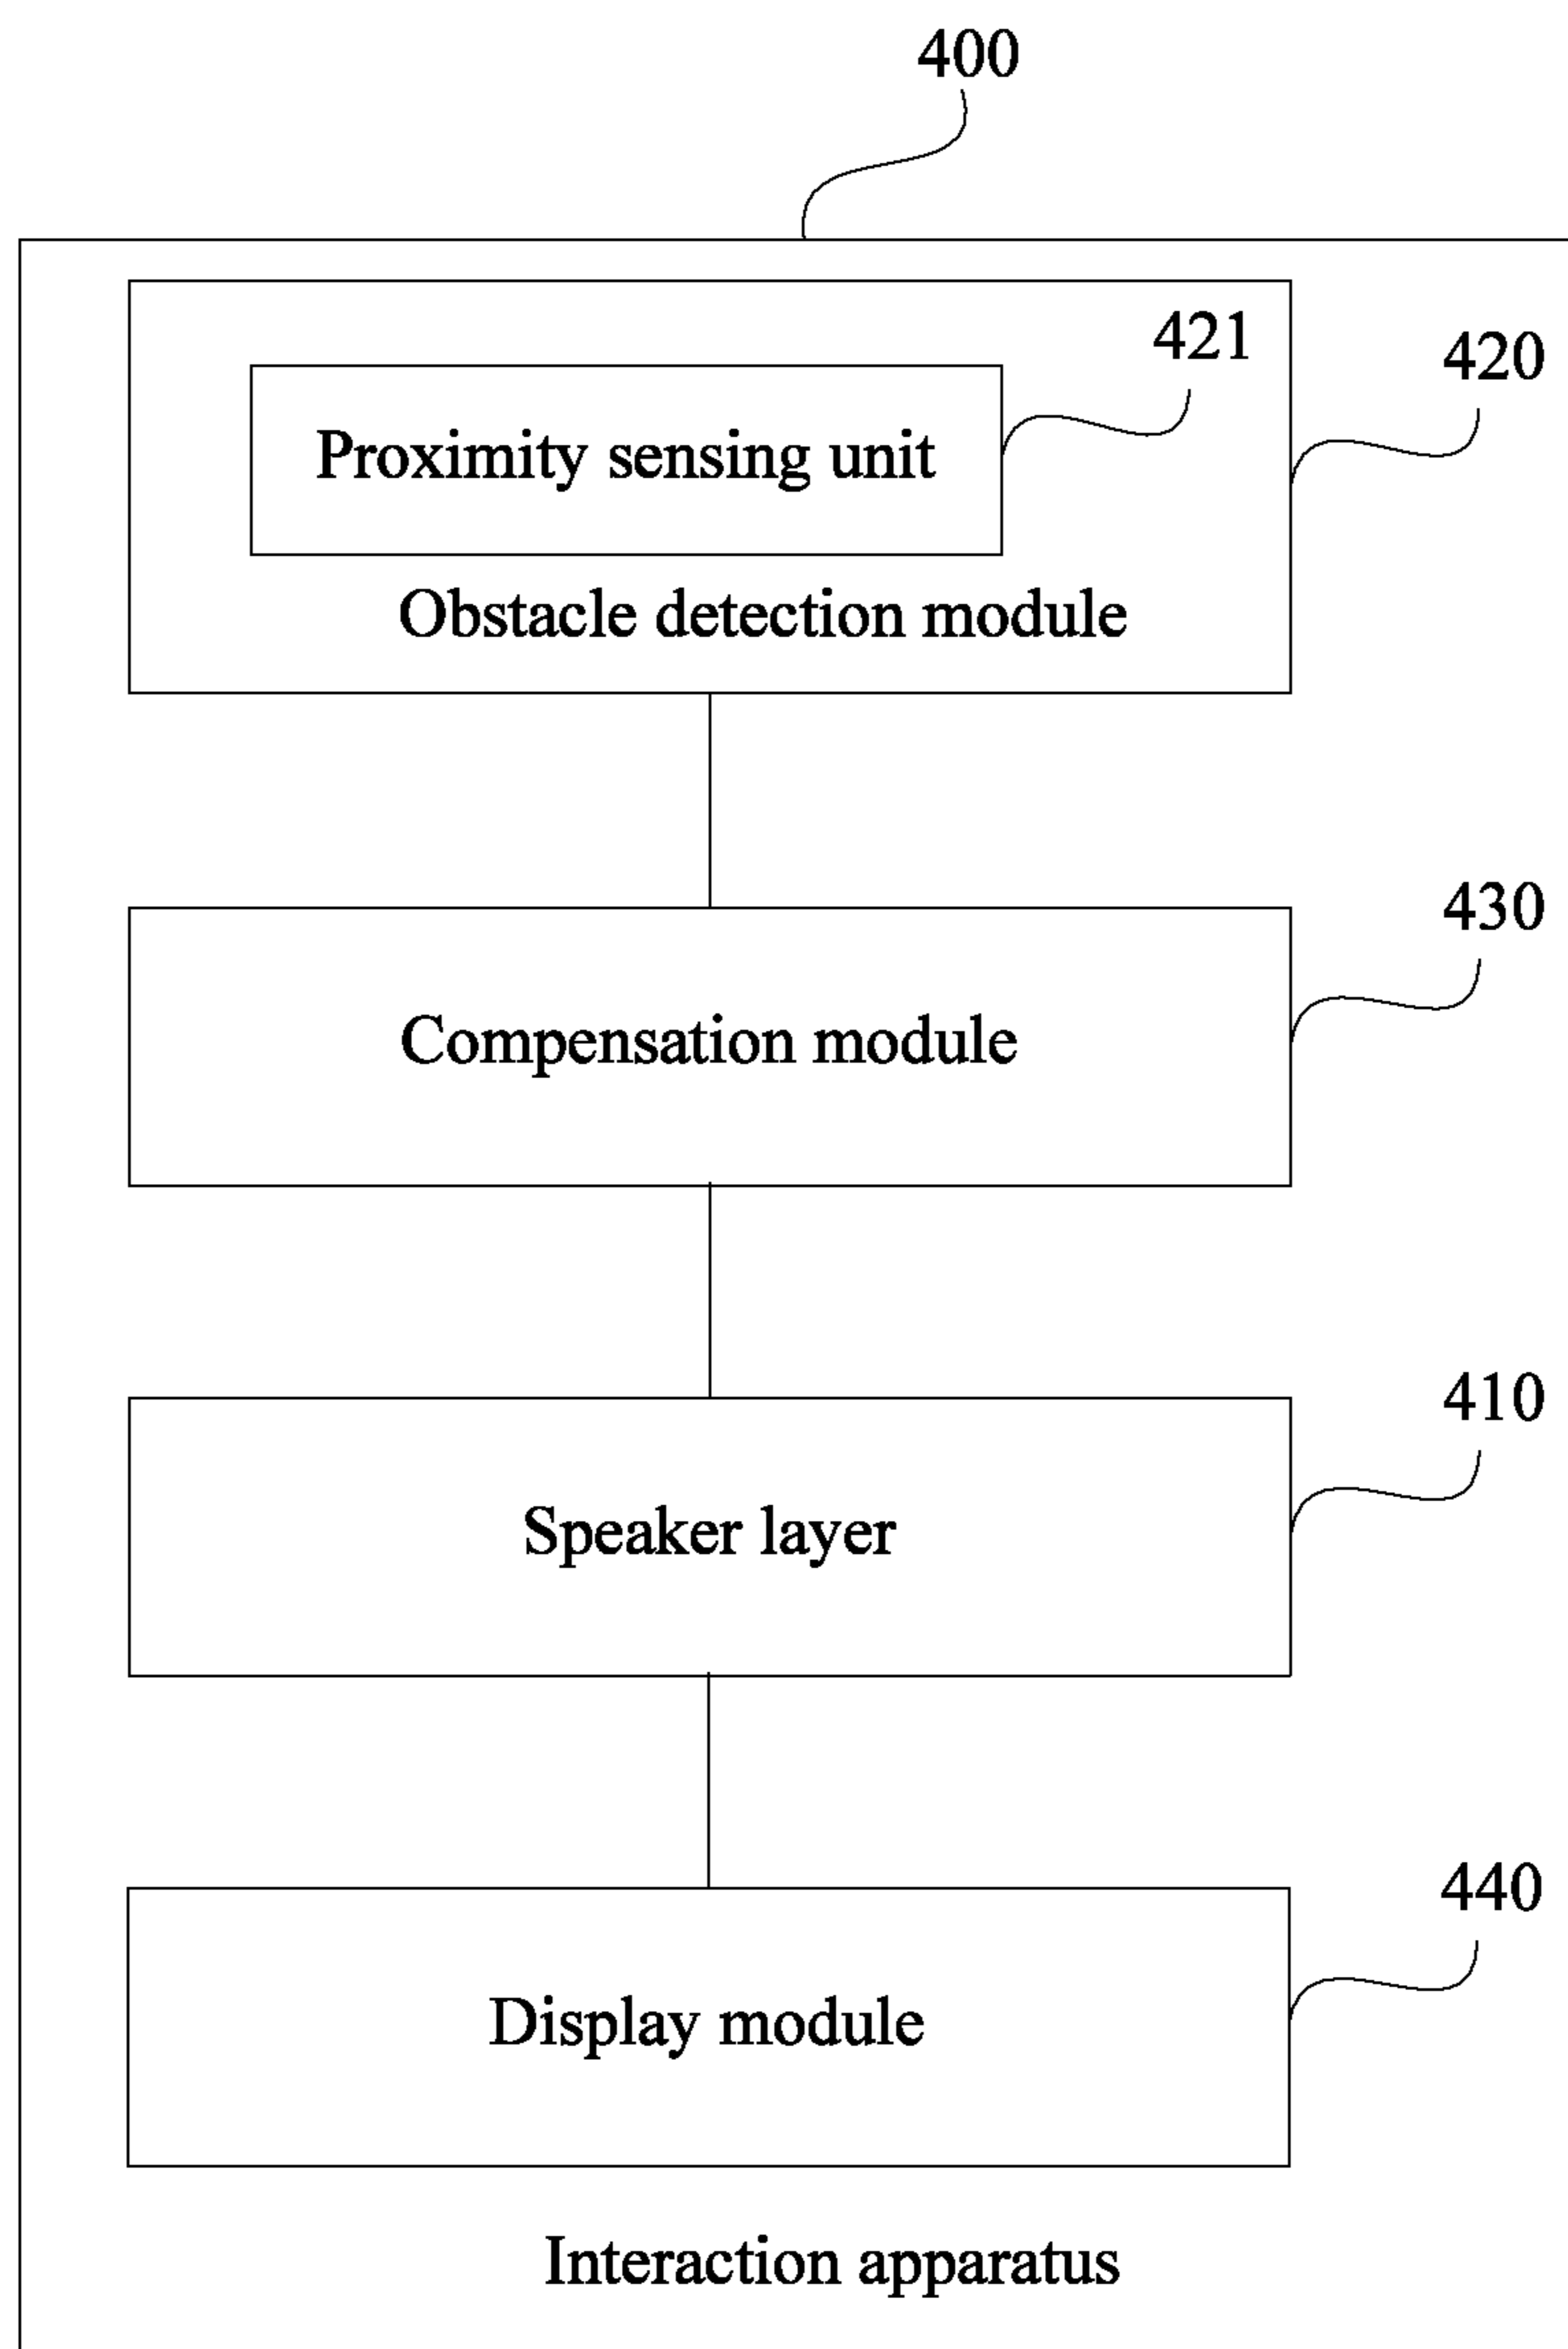 400
421
420
Proximity sensing unit
Obstacle detection module
430
Compensation module
410
Speaker layer
440
Display module
Interaction apparatus